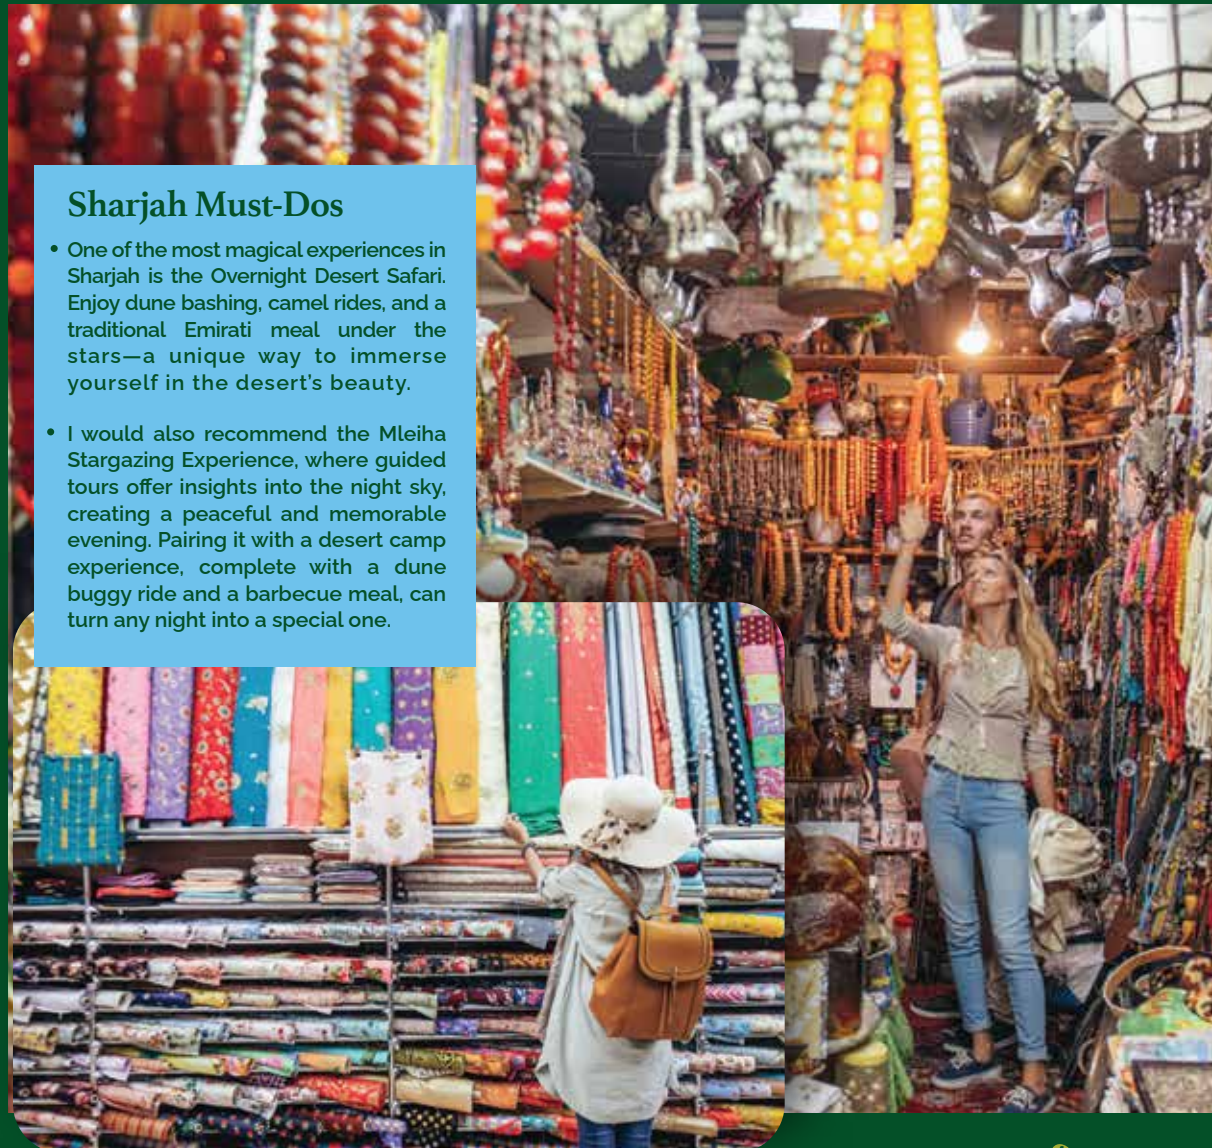 Sharjah Must-Dos
• One of the most magical experiences in
Sharjah is the Overnight Desert Safari.
Enjoy dune bashing, camel rides, and a
traditional Emirati meal under the
stars—a unique way to immerse
yourself in the desert's beauty.
• I would also recommend the Mleiha
Stargazing Experience, where guided
tours offer insights into the night sky,
creating a peaceful and memorable
evening. Pairing it with a desert camp
experience, complete with a dune
buggy ride and a barbecue meal, can
turn any night into a special one.